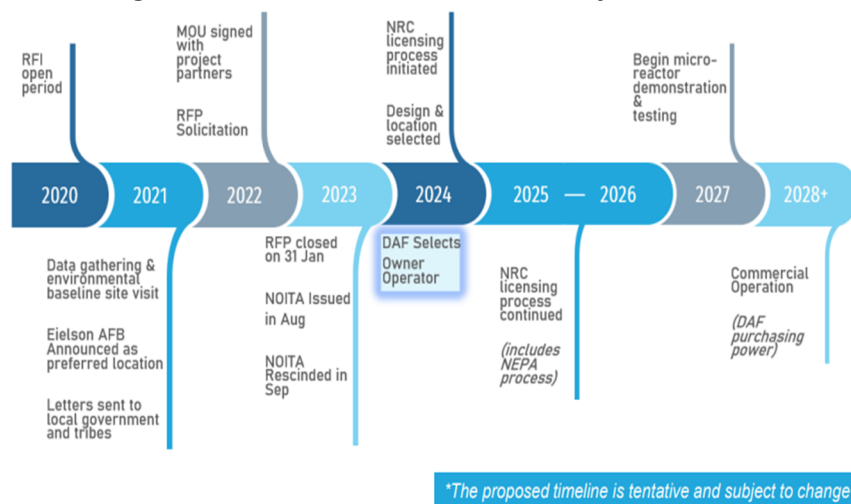 RFI
open
period
MOU signed
with
project
partners
RFP
Solicitation
NRC
licensing
process
initiated
Design &
location
selected
Begin micro-
reactor
demonstration
&
testing
2020
2021
2022
2023
2024
2025 — 2026
2027
2028+
Data gathering &
environmental
baseline site visit
Eielson AFB
Announced as
preferred location
Letters sent to
local government
and tribes
RFP closed
on 31 Jan
NOITA Issued
in Aug
NOITA
Rescinded in
Sep
DAF Selects
Owner
Operator
NRC
licensing
process
continued
(includes
NEPA
process)
Commercial
Operation
(DAF
purchasing
power)
*The proposed timeline is tentative and subject to change